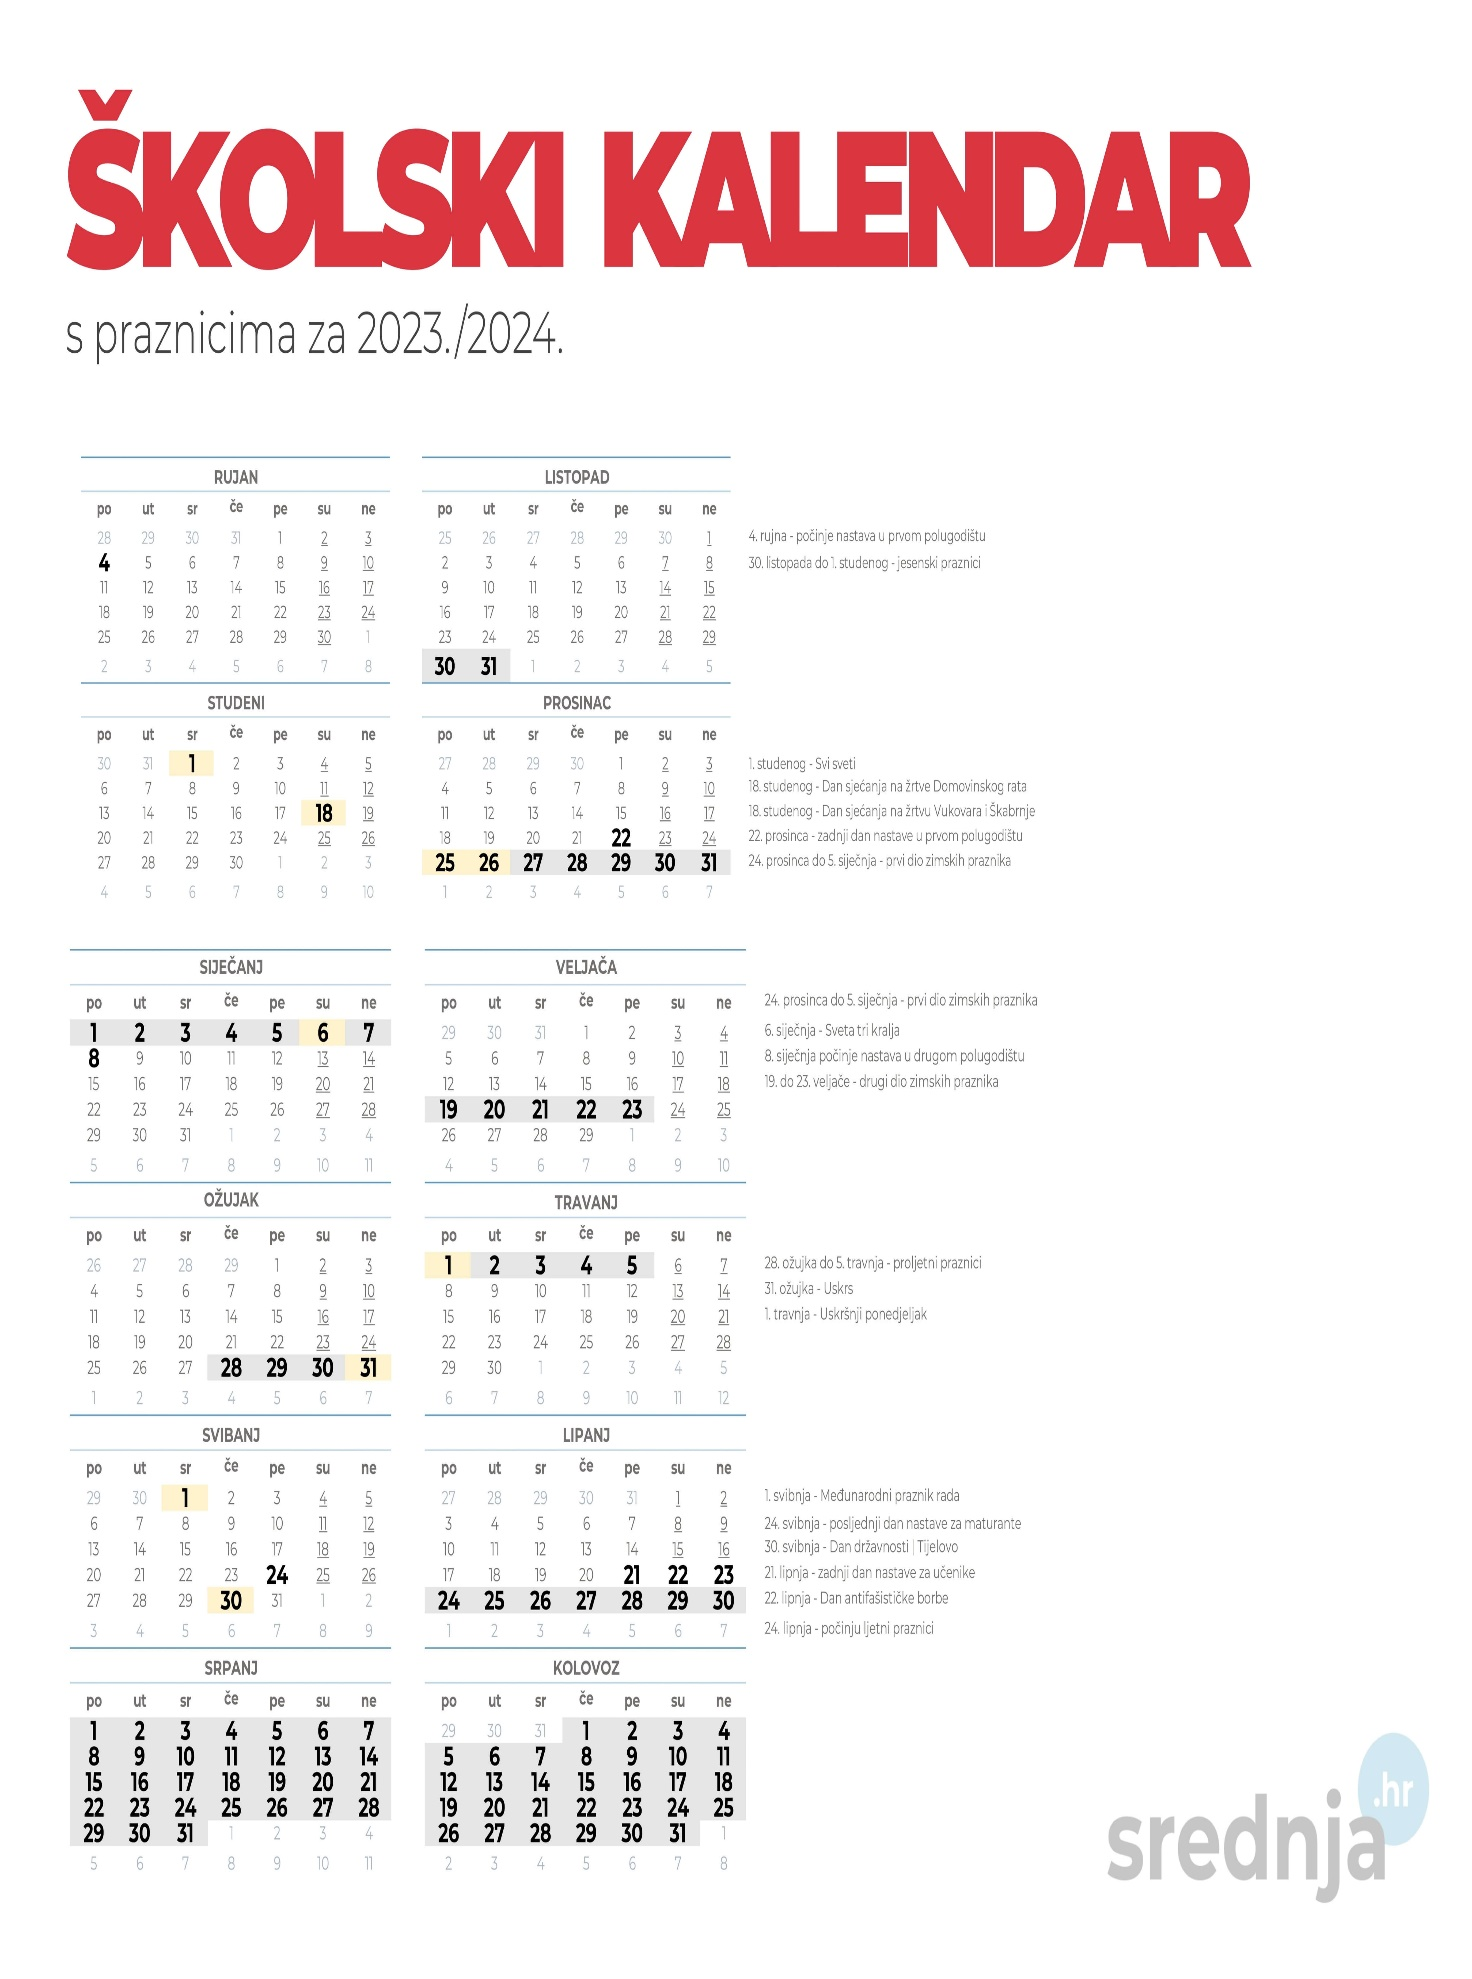 ŠKOLSKI KALENDAR
s praznicima za 2023./2024.
RUJAN
po ut sr če pe su ne
28 29 30 31 1 2 3
4 5 6 7 8 9 10
11 12 13 14 15 16 17
18 19 20 21 22 23 24
25 26 27 28 29 30 1
2 3 4 5 6 7 8
LISTOPAD
po ut sr če pe su ne
25 26 27 28 29 30 1
2 3 4 5 6 7 8
9 10 11 12 13 14 15
16 17 18 19 20 21 22
23 24 25 26 27 28 29
30 31 1 2 3 4 5
4. rujna - počinje nastava u prvom polugodištu
30. listopada do 1. studenog - jesenski praznici
STUDENI
po ut sr če pe su ne
30 31 1 2 3 4 5
6 7 8 9 10 11 12
13 14 15 16 17 18 19
20 21 22 23 24 25 26
27 28 29 30 1 2 3
4 5 6 7 8 9 10
PROSINAC
po ut sr če pe su ne
27 28 29 30 1 2 3
4 5 6 7 8 9 10
11 12 13 14 15 16 17
18 19 20 21 22 23 24
25 26 27 28 29 30 31
1 2 3 4 5 6 7
1. studenog - Svi sveti
18. studenog - Dan sjećanja na žrtve Domovinskog rata
18. studenog - Dan sjećanja na žrtvu Vukovara i Škabrnje
22. prosinca - zadnji dan nastave u prvom polugodištu
24. prosinca do 5. siječnja - prvi dio zimskih praznika
SIJEČANJ
po ut sr če pe su ne
1 2 3 4 5 6 7
8 9 10 11 12 13 14
15 16 17 18 19 20 21
22 23 24 25 26 27 28
29 30 31 1 2 3 4
5 6 7 8 9 10 11
VELJAČA
po ut sr če pe su ne
29 30 31 1 2 3 4
5 6 7 8 9 10 11
12 13 14 15 16 17 18
19 20 21 22 23 24 25
26 27 28 29 1 2 3
4 5 6 7 8 9 10
24. prosinca do 5. siječnja - prvi dio zimskih praznika
6. siječnja - Sveta tri kralja
8. siječnja počinje nastava u drugom polugodištu
19. do 23. veljače - drugi dio zimskih praznika
OŽUJAK
po ut sr če pe su ne
26 27 28 29 1 2 3
4 5 6 7 8 9 10
11 12 13 14 15 16 17
18 19 20 21 22 23 24
25 26 27 28 29 30 31
1 2 3 4 5 6 7
TRAVANJ
po ut sr če pe su ne
1 2 3 4 5 6 7
8 9 10 11 12 13 14
15 16 17 18 19 20 21
22 23 24 25 26 27 28
29 30 1 2 3 4 5
6 7 8 9 10 11 12
28. ožujka do 5. travnja - proljetni praznici
31. ožujka - Uskrs
1. travnja - Uskršnji ponedjeljak
SVIBANJ
po ut sr če pe su ne
29 30 1 2 3 4 5
6 7 8 9 10 11 12
13 14 15 16 17 18 19
20 21 22 23 24 25 26
27 28 29 30 31 1 2
3 4 5 6 7 8 9
LIPANJ
po ut sr če pe su ne
27 28 29 30 31 1 2
3 4 5 6 7 8 9
10 11 12 13 14 15 16
17 18 19 20 21 22 23
24 25 26 27 28 29 30
1 2 3 4 5 6 7
1. svibnja - Međunarodni praznik rada
24. svibnja - posljednji dan nastave za maturante
30. svibnja - Dan državnosti | Tijelovo
21. lipnja - zadnji dan nastave za učenike
22. lipnja - Dan antifašističke borbe
24. lipnja - počinju ljetni praznici
SRPANJ
po ut sr če pe su ne
1 2 3 4 5 6 7
8 9 10 11 12 13 14
15 16 17 18 19 20 21
22 23 24 25 26 27 28
29 30 31 1 2 3 4
5 6 7 8 9 10 11
KOLOVOZ
po ut sr če pe su ne
29 30 31 1 2 3 4
5 6 7 8 9 10 11
12 13 14 15 16 17 18
19 20 21 22 23 24 25
26 27 28 29 30 31 1
2 3 4 5 6 7 8
srednja.hr